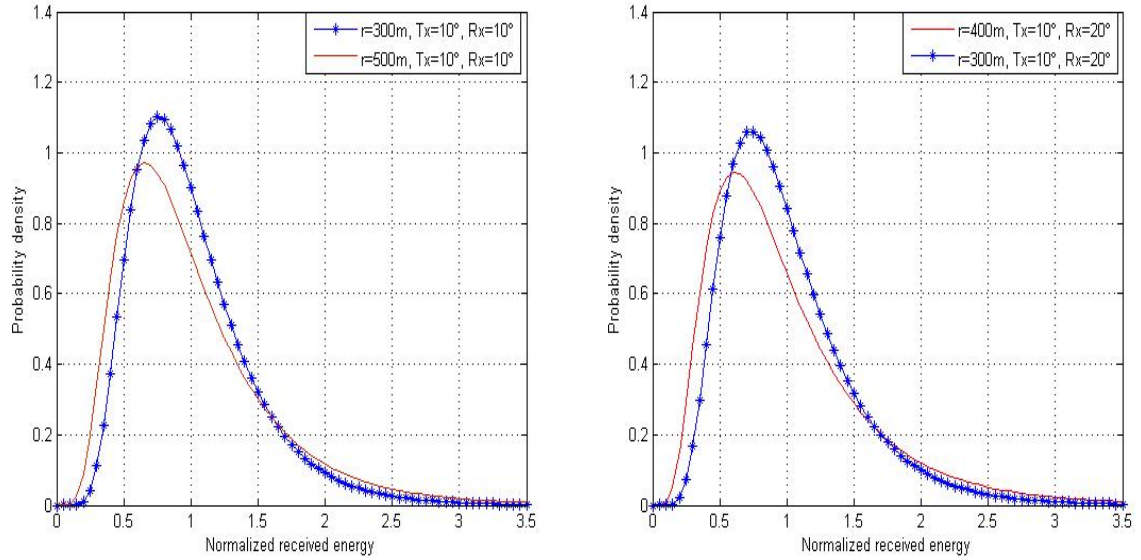 1.4
1.2
1
0.8
0.6
0.4
0.2
0
Probability density
r=300m, Tx=10°, Rx=10°
r=500m, Tx=10°, Rx=10°
0 0.5 1 1.5 2 2.5 3 3.5
Normalized received energy
1.4
1.2
1
0.8
0.6
0.4
0.2
0
Probability density
r=400m, Tx=10°, Rx=20°
r=300m, Tx=10°, Rx=20°
0 0.5 1 1.5 2 2.5 3 3.5
Normalized received energy